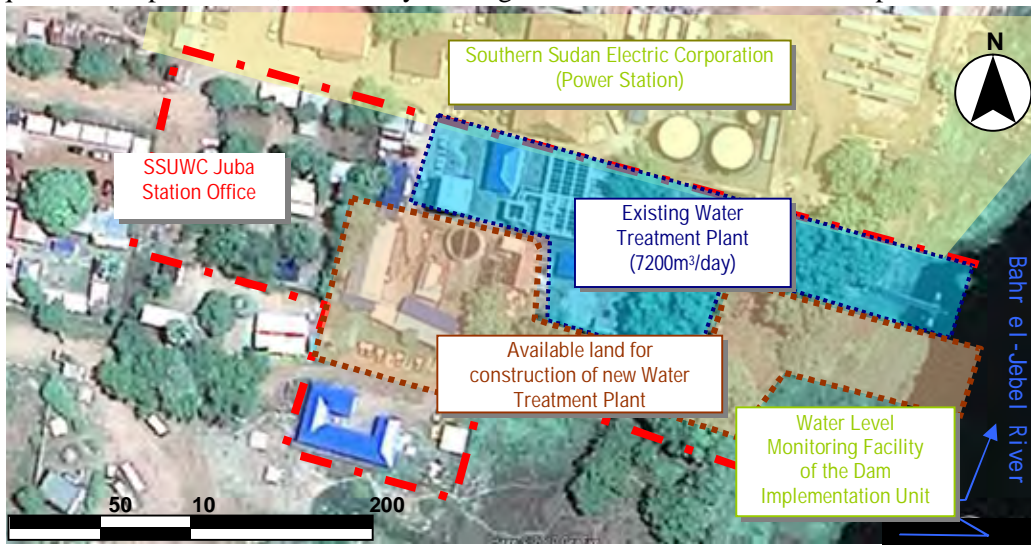 Southern Sudan Electric Corporation
(Power Station)
N
SSUWC Juba
Station Office
Existing Water
Treatment Plant
(7200m³/day)
Bahr el-Jebel River
Available land for
construction of new Water
Treatment Plant
Water Level
Monitoring Facility
of the Dam
Implementation Unit
50 10 200